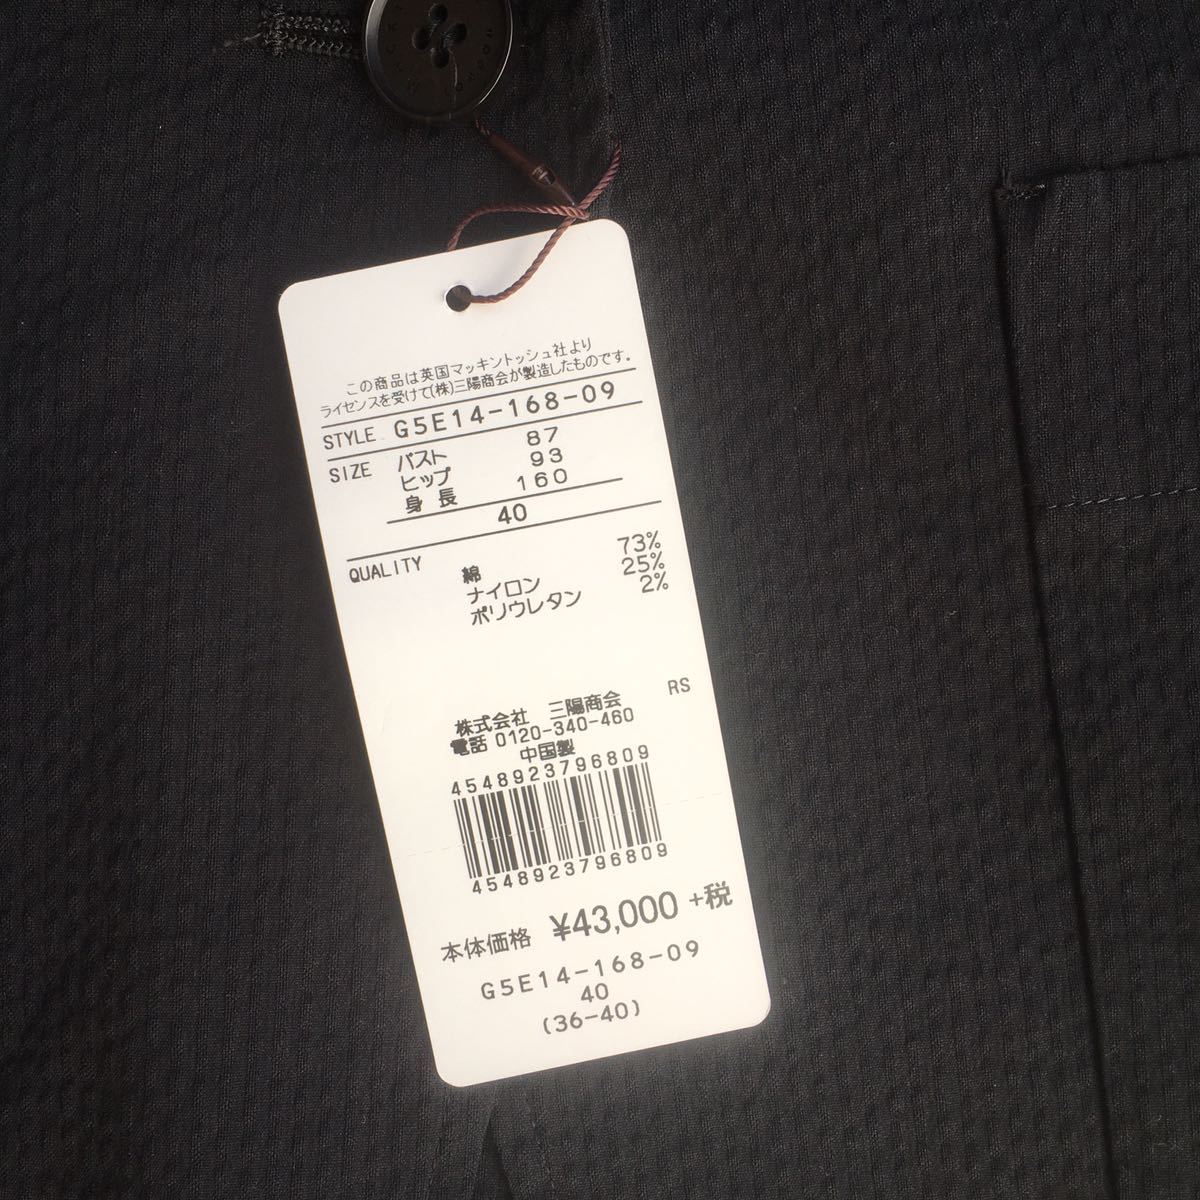 この商品は英国マッキントッシュ社より
ライセンスを受けて(株)三陽商会が製造したものです。
STYLE G5E14-168-09
SIZE バスト 87
ヒップ 93
身長 160
40
QUALITY 綿 73%
ナイロン 25%
ポリウレタン 2%
RS
株式会社 三陽商会
電話 0120-340-460
中国製
4548923796809
4548923796809
本体価格 ¥43,000 +税
G5E14-168-09
40
(36-40)